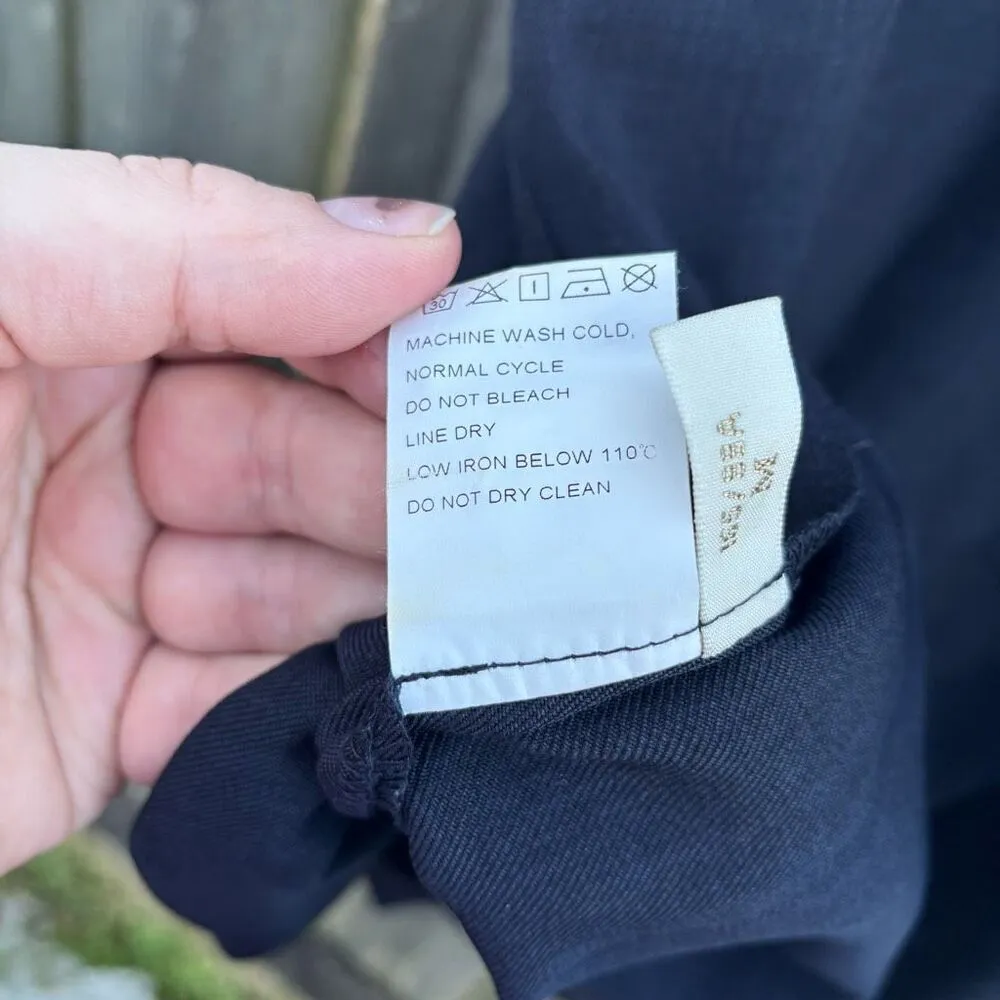 30
MACHINE WASH COLD,
NORMAL CYCLE
DO NOT BLEACH
LINE DRY
LOW IRON BELOW 110℃
DO NOT DRY CLEAN